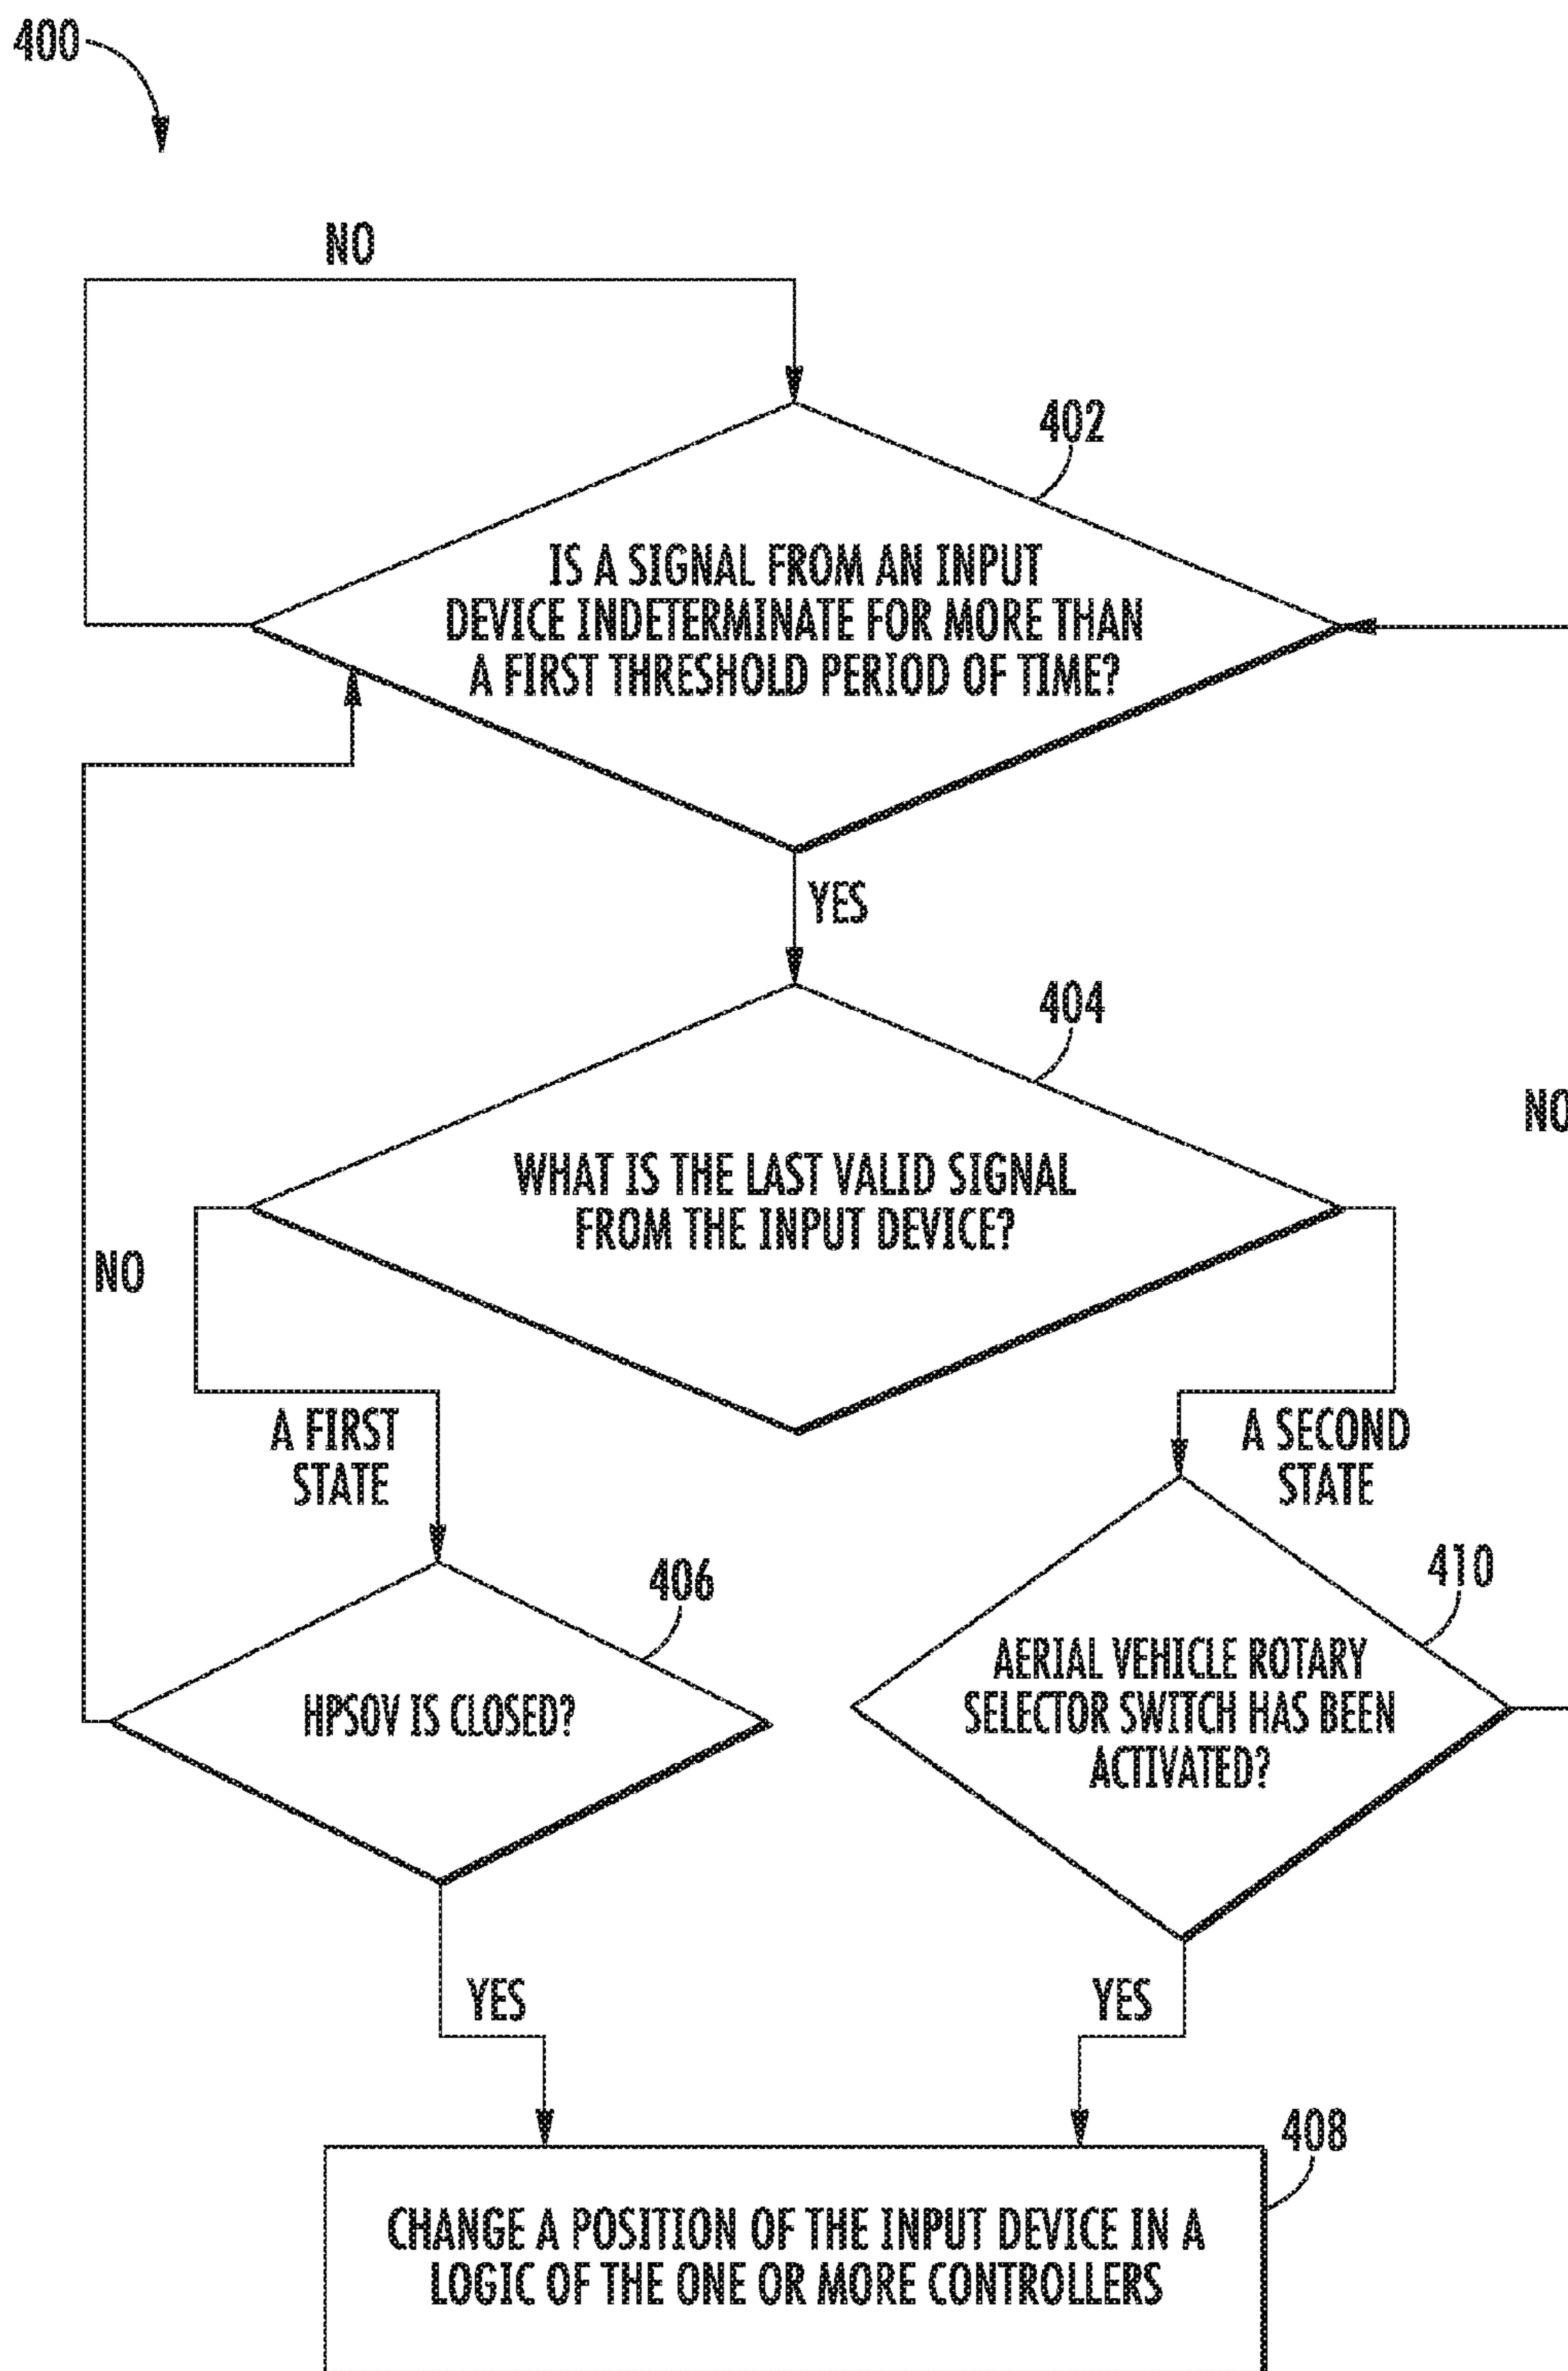 400
NO
402
IS A SIGNAL FROM AN INPUT
DEVICE INDETERMINATE FOR MORE THAN
A FIRST THRESHOLD PERIOD OF TIME?
YES
404
WHAT IS THE LAST VALID SIGNAL
FROM THE INPUT DEVICE?
NO
NO
A FIRST
STATE
A SECOND
STATE
406
HPSOV IS CLOSED?
410
AERIAL VEHICLE ROTARY
SELECTOR SWITCH HAS BEEN
ACTIVATED?
YES
YES
408
CHANGE A POSITION OF THE INPUT DEVICE IN A
LOGIC OF THE ONE OR MORE CONTROLLERS